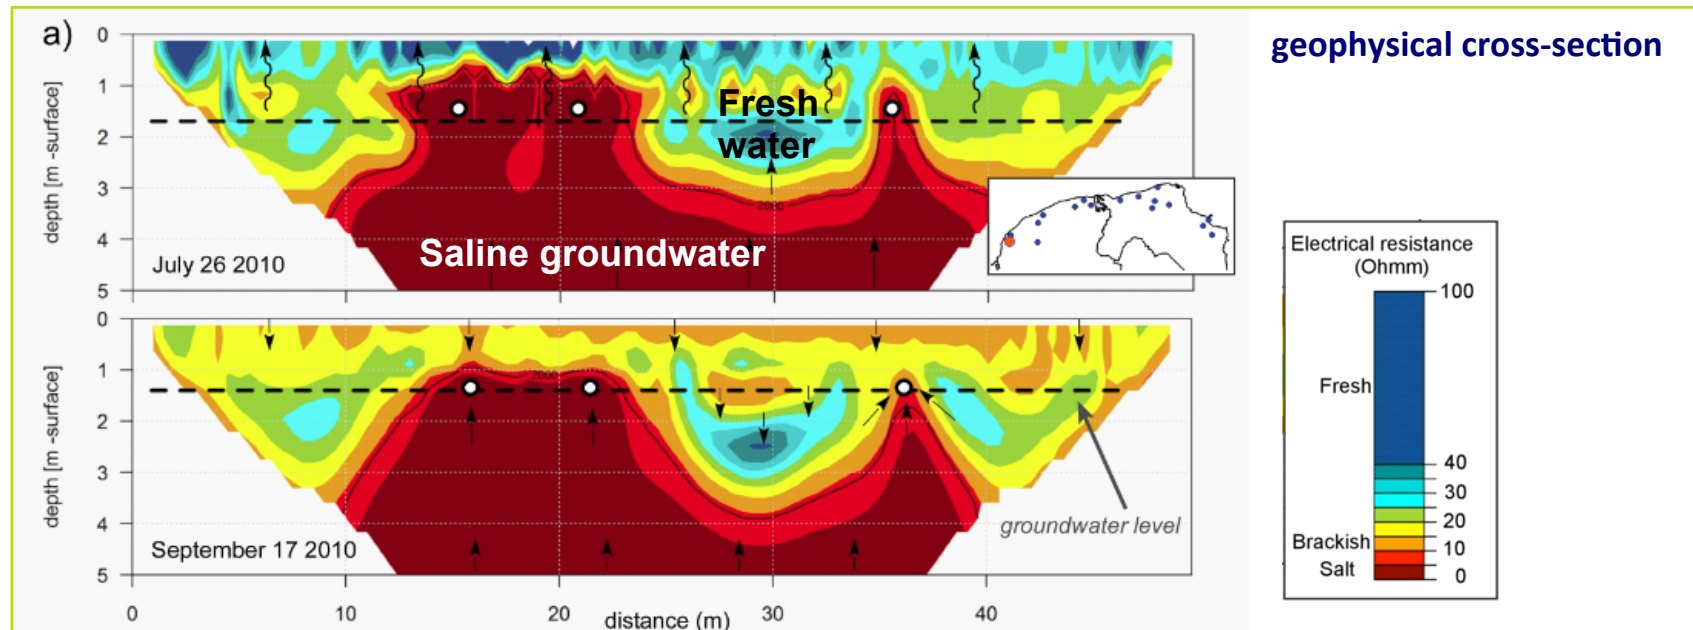 a)
geophysical cross-section
0
1
2
3
4
5
depth [m -surface]
Fresh
water
2000
Saline groundwater
July 26 2010
Electrical resistance
(Ohmm)
100
Fresh
40
30
20
Brackish
10
Salt
0
0
1
2
3
4
5
depth [m -surface]
2000
groundwater level
September 17 2010
0
10
20
30
40
distance (m)